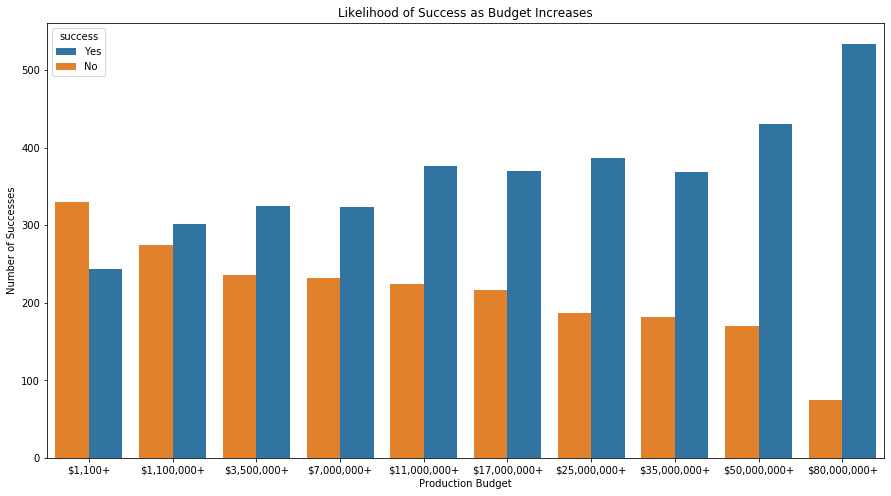 Likelihood of Success as Budget Increases
success
Yes
No
Number of Successes
500
400
300
200
100
0
$1,100+ $1,100,000+ $3,500,000+ $7,000,000+ $11,000,000+ $17,000,000+ $25,000,000+ $35,000,000+ $50,000,000+ $80,000,000+
Production Budget